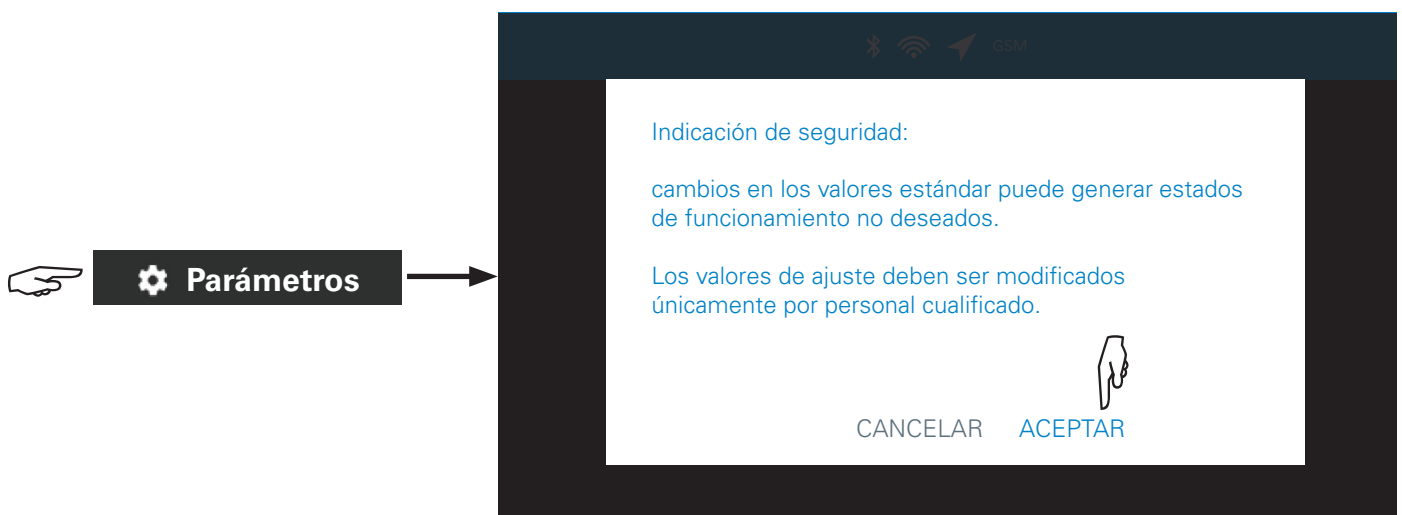 GSM
Indicación de seguridad:
cambios en los valores estándar puede generar estados
de funcionamiento no deseados.
Parámetros
Los valores de ajuste deben ser modificados
únicamente por personal cualificado.
CANCELAR ACEPTAR